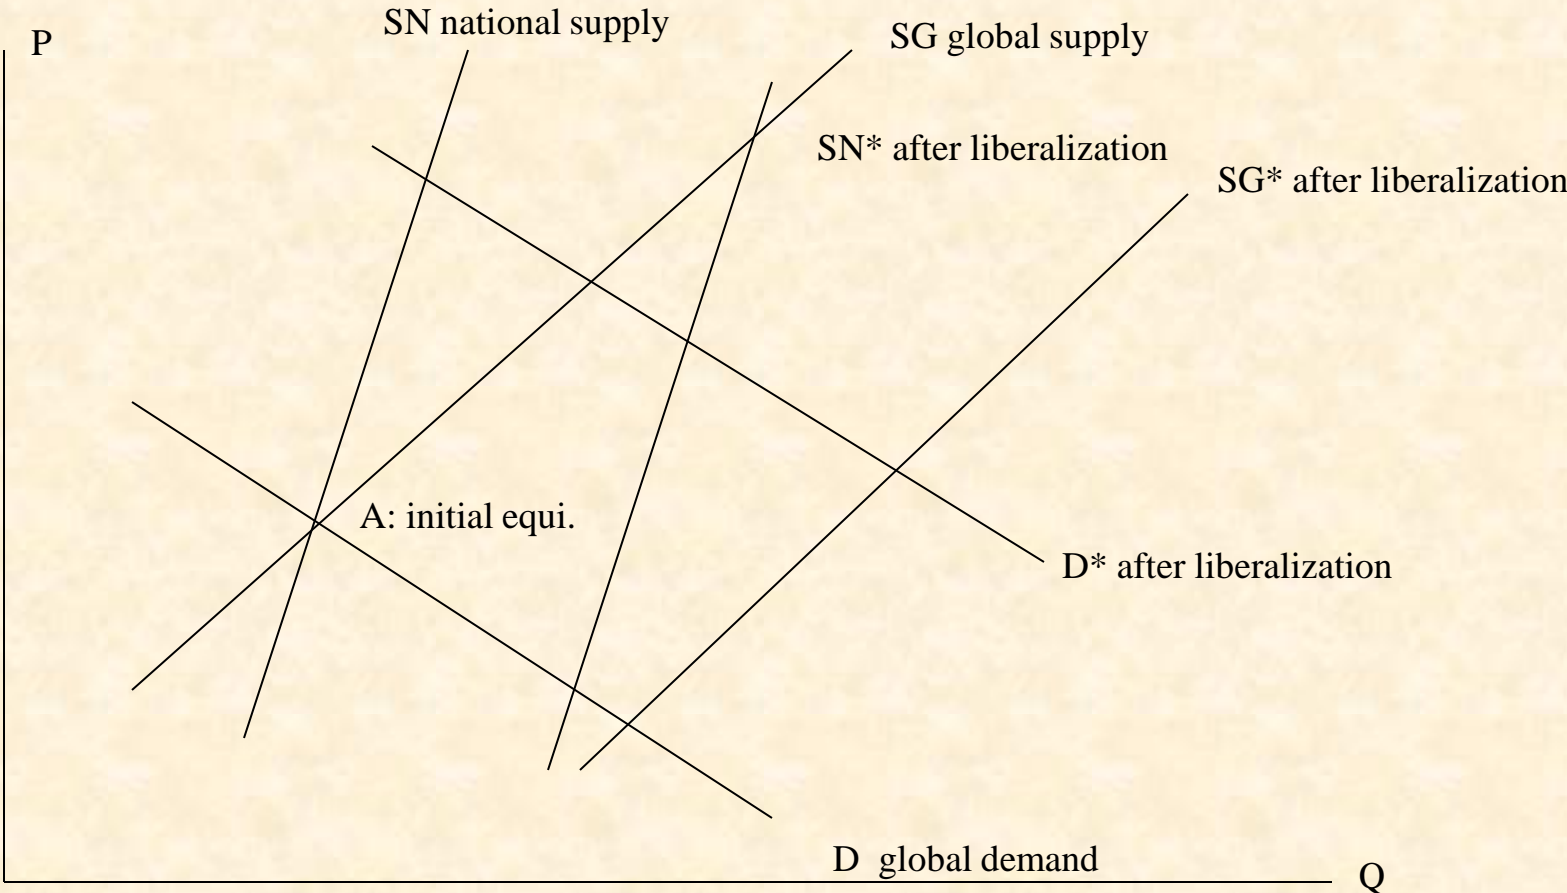 SN national supply
P
SG global supply
SN* after liberalization
SG* after liberalization
A: initial equi.
D* after liberalization
D global demand
Q